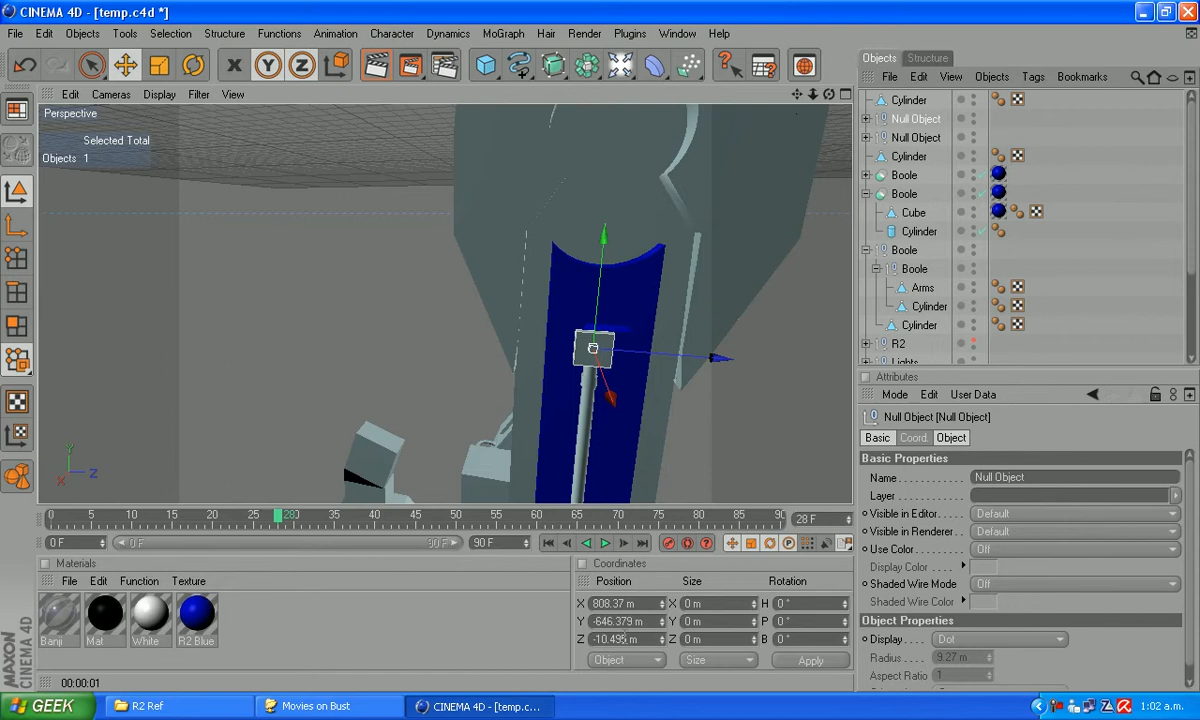 CINEMA 4D - [temp.c4d *]
File Edit Objects Tools Selection Structure Functions Animation Character Dynamics MoGraph Hair Render Plugins Window Help
Edit Cameras Display Filter View
Perspective
Selected Total
Objects 1
Y
X
Z
0 5 10 15 20 25 280 35 40 45 50 55 60 65 70 75 80 85 90
28 F
0 F
0 F
90 F
90 F
Materials
File Edit Function Texture
Banji Mat White R2 Blue
MAXON
CINEMA 4D
00:00:01
Coordinates
Position Size Rotation
X 808.37 m X 0 m H 0 °
Y -646.379 m Y 0 m P 0 °
Z -10.495 m Z 0 m B 0 °
Object Size Apply
Objects Structure
File Edit View Objects Tags Bookmarks
Cylinder
Null Object
Null Object
Cylinder
Boole
Boole
Cube
Cylinder
Boole
Boole
Arms
Cylinder
Cylinder
R2
Lights
Attributes
Mode Edit User Data
Null Object [Null Object]
Basic Coord. Object
Basic Properties
Name Null Object
Layer
Visible in Editor Default
Visible in Renderer Default
Use Color Off
Display Color
Shaded Wire Mode Off
Shaded Wire Color
Object Properties
Display Dot
Radius 9.27 m
Aspect Ratio 1
GEEK
R2 Ref
Movies on Bust
CINEMA 4D - [temp.c...
1:02 a.m.